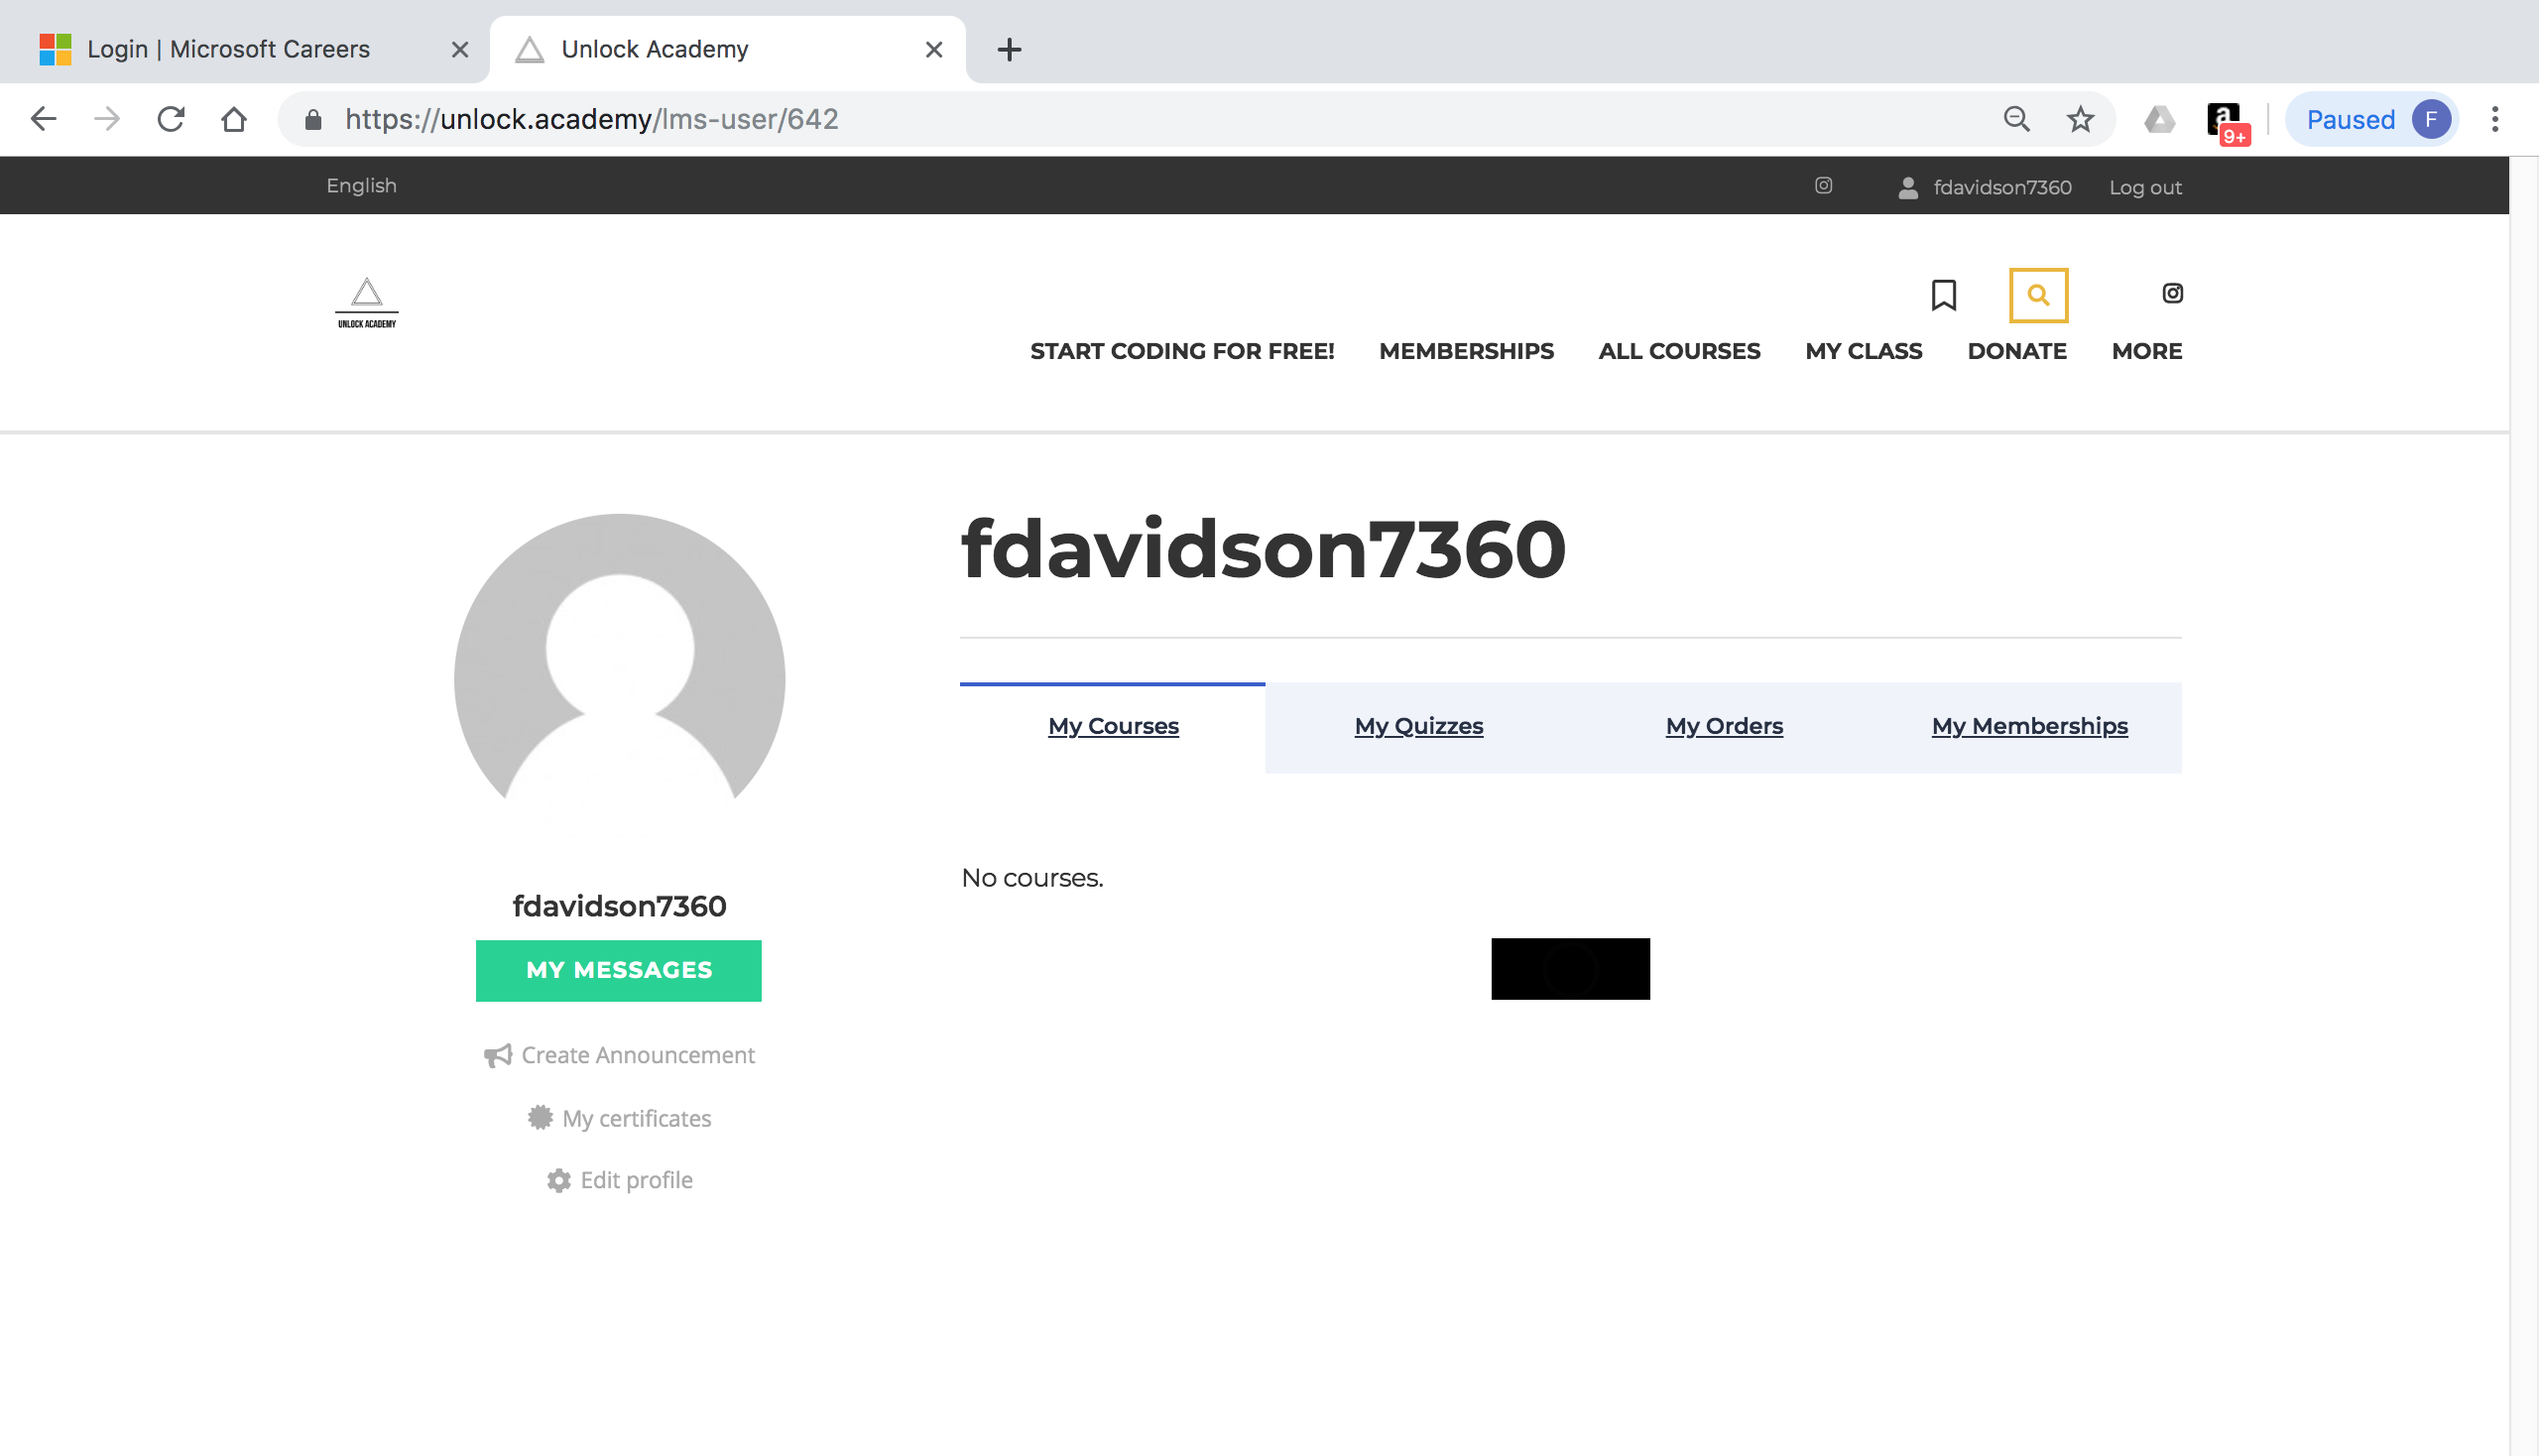 Login | Microsoft Careers
Unlock Academy
https://unlock.academy/lms-user/642
a
9+
Paused
F
English
fdavidson7360
Log out
UNLOCK ACADEMY
START CODING FOR FREE!
MEMBERSHIPS
ALL COURSES
MY CLASS
DONATE
MORE
fdavidson7360
My Courses
My Quizzes
My Orders
My Memberships
No courses.
fdavidson7360
MY MESSAGES
Create Announcement
My certificates
Edit profile